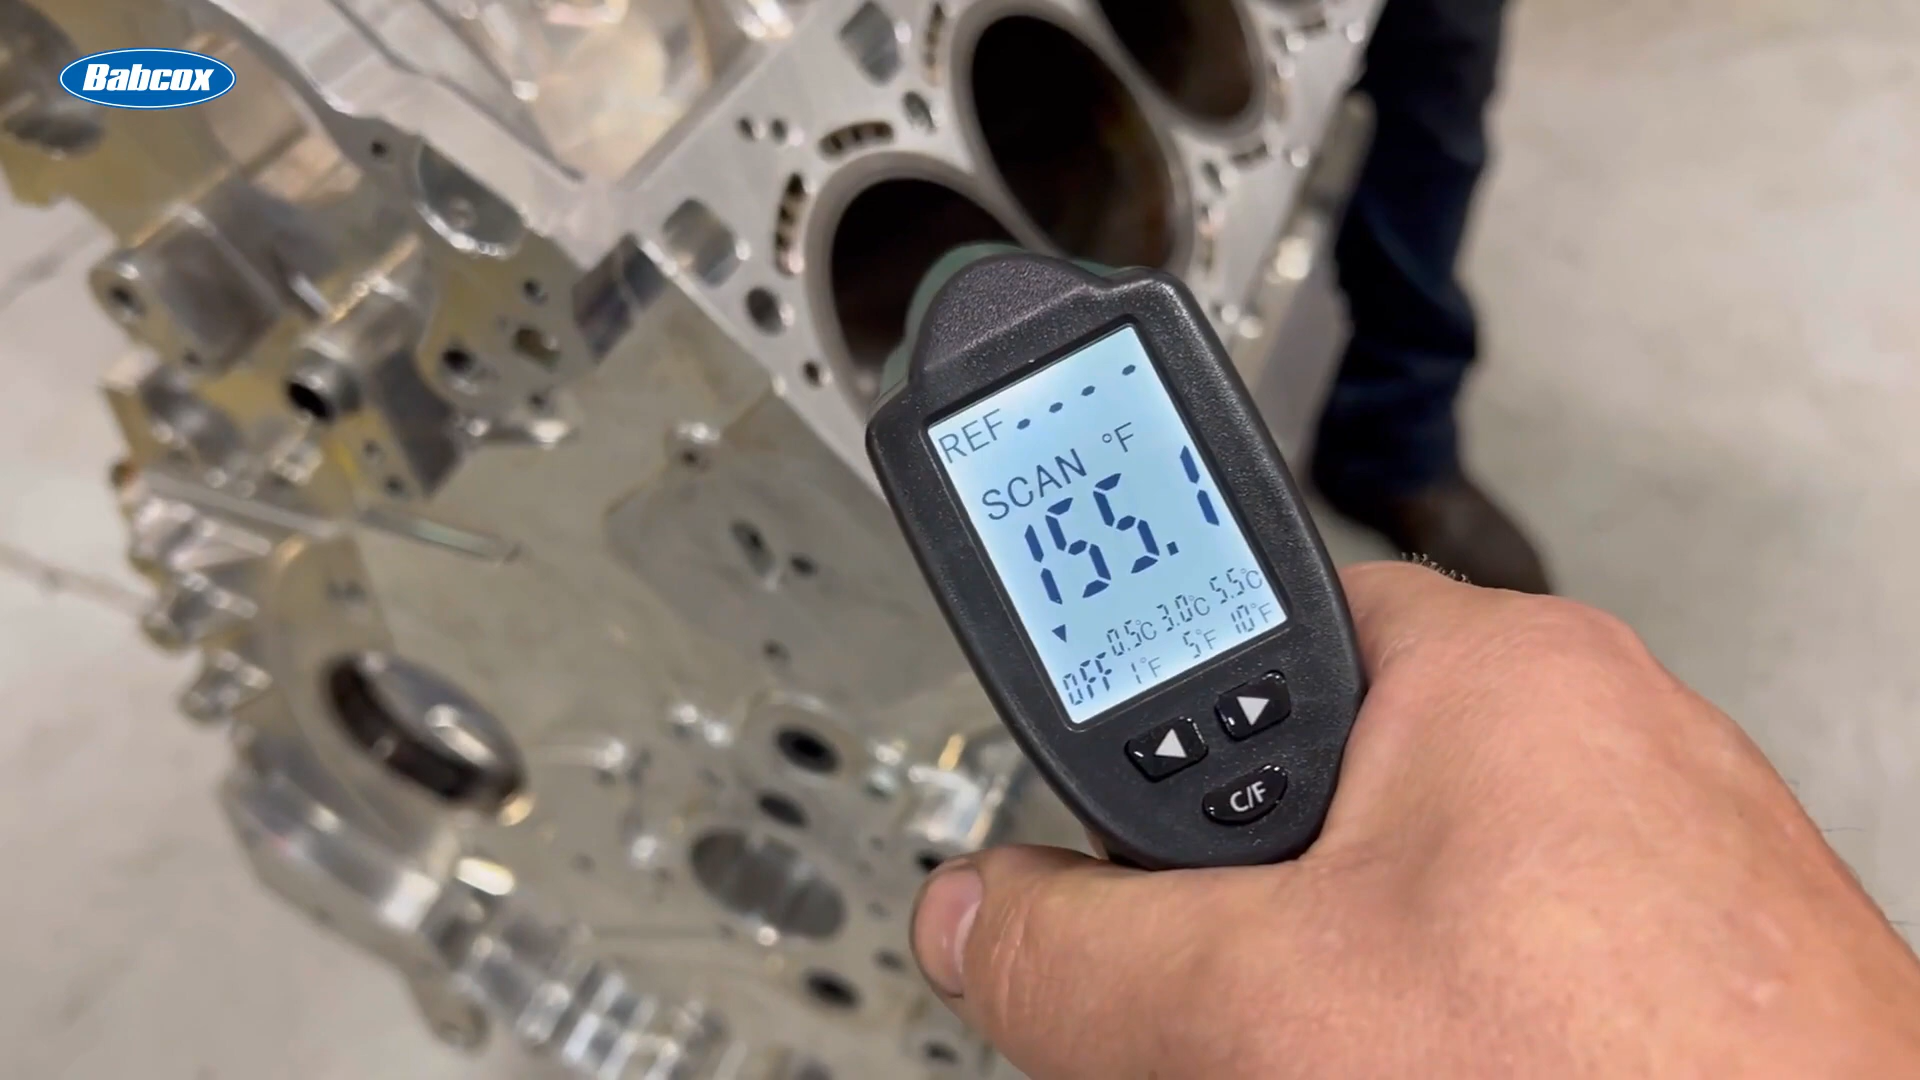 Babcox
REF - - - -
SCAN °F
155.1
0.5°C 3.0°C 5.5°C
OFF 1°F 5°F 10°F
C/F